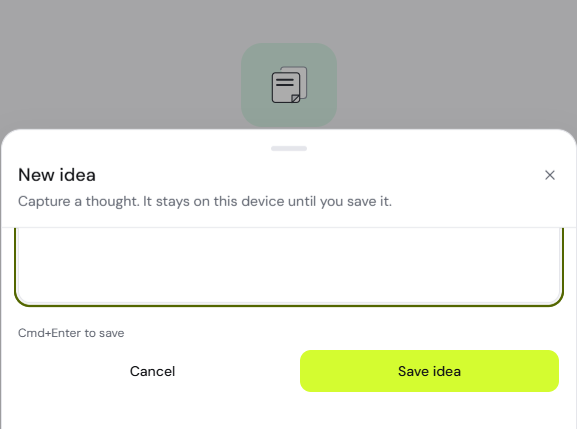 New idea
Capture a thought. It stays on this device until you save it.
Cmd+Enter to save
Cancel
Save idea